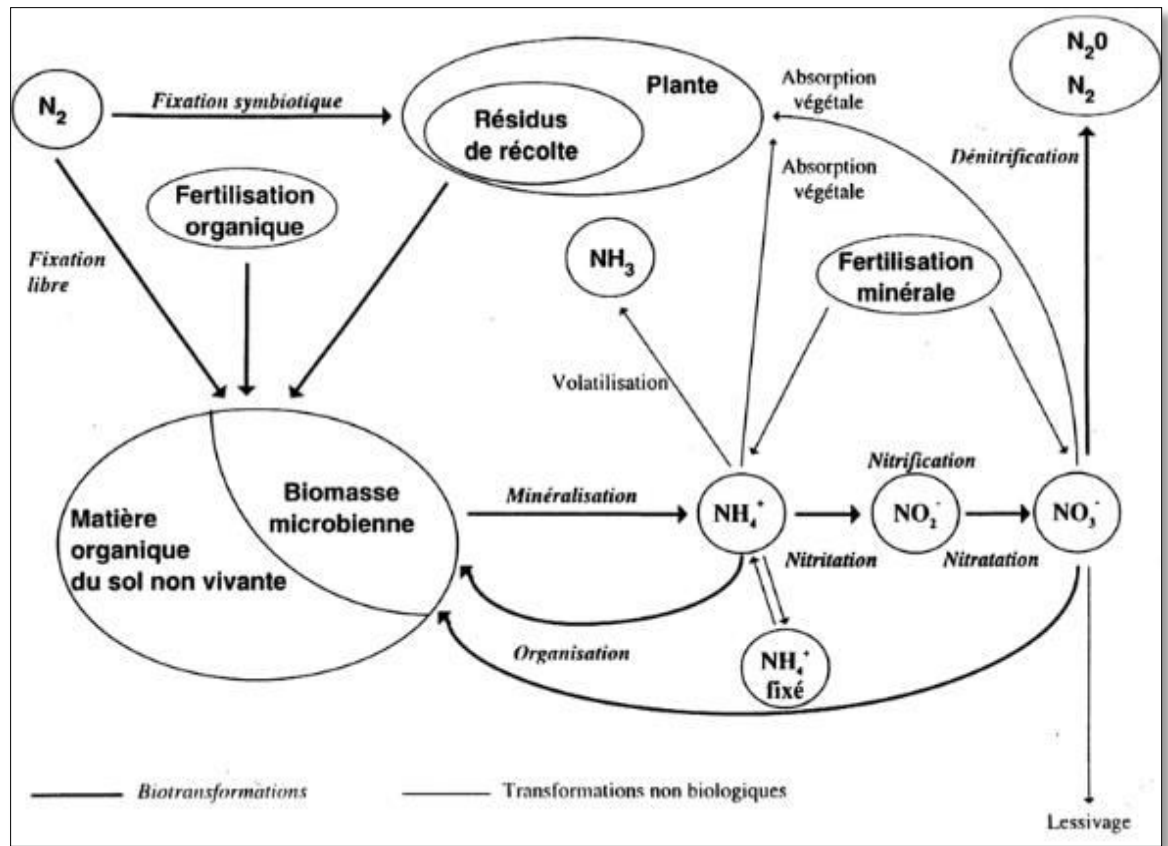 N₂
Fixation symbiotique
Plante
Résidus
de récolte
Absorption
végétale
N₂0
N₂
Dénitrification
Absorption
végétale
Fertilisation
organique
Fixation
libre
NH₃
Fertilisation
minérale
Volatilisation
Biomasse
microbienne
Matière
organique
du sol non vivante
Minéralisation
NH₄⁺
Nitrification
NO₂⁻
NO₃⁻
Nitritation
Nitratation
Organisation
NH₄⁺
fixé
Biotransformations
Transformations non biologiques
Lessivage